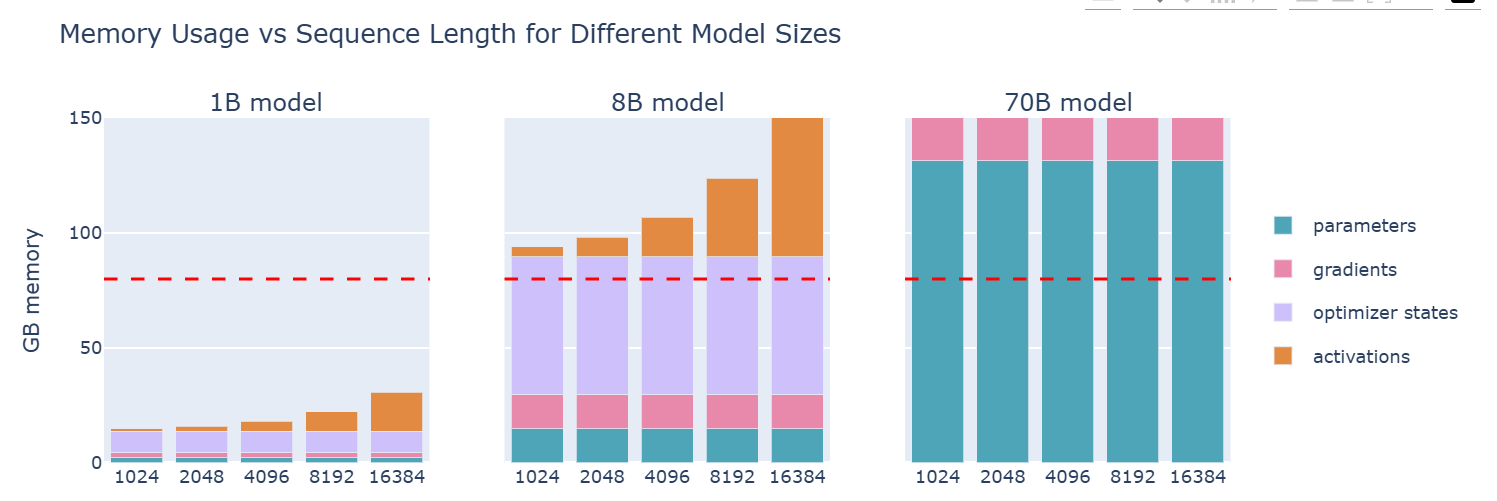 Memory Usage vs Sequence Length for Different Model Sizes
1B model
8B model
70B model
GB memory
150
100
50
0
1024 2048 4096 8192 16384
1024 2048 4096 8192 16384
1024 2048 4096 8192 16384
parameters
gradients
optimizer states
activations